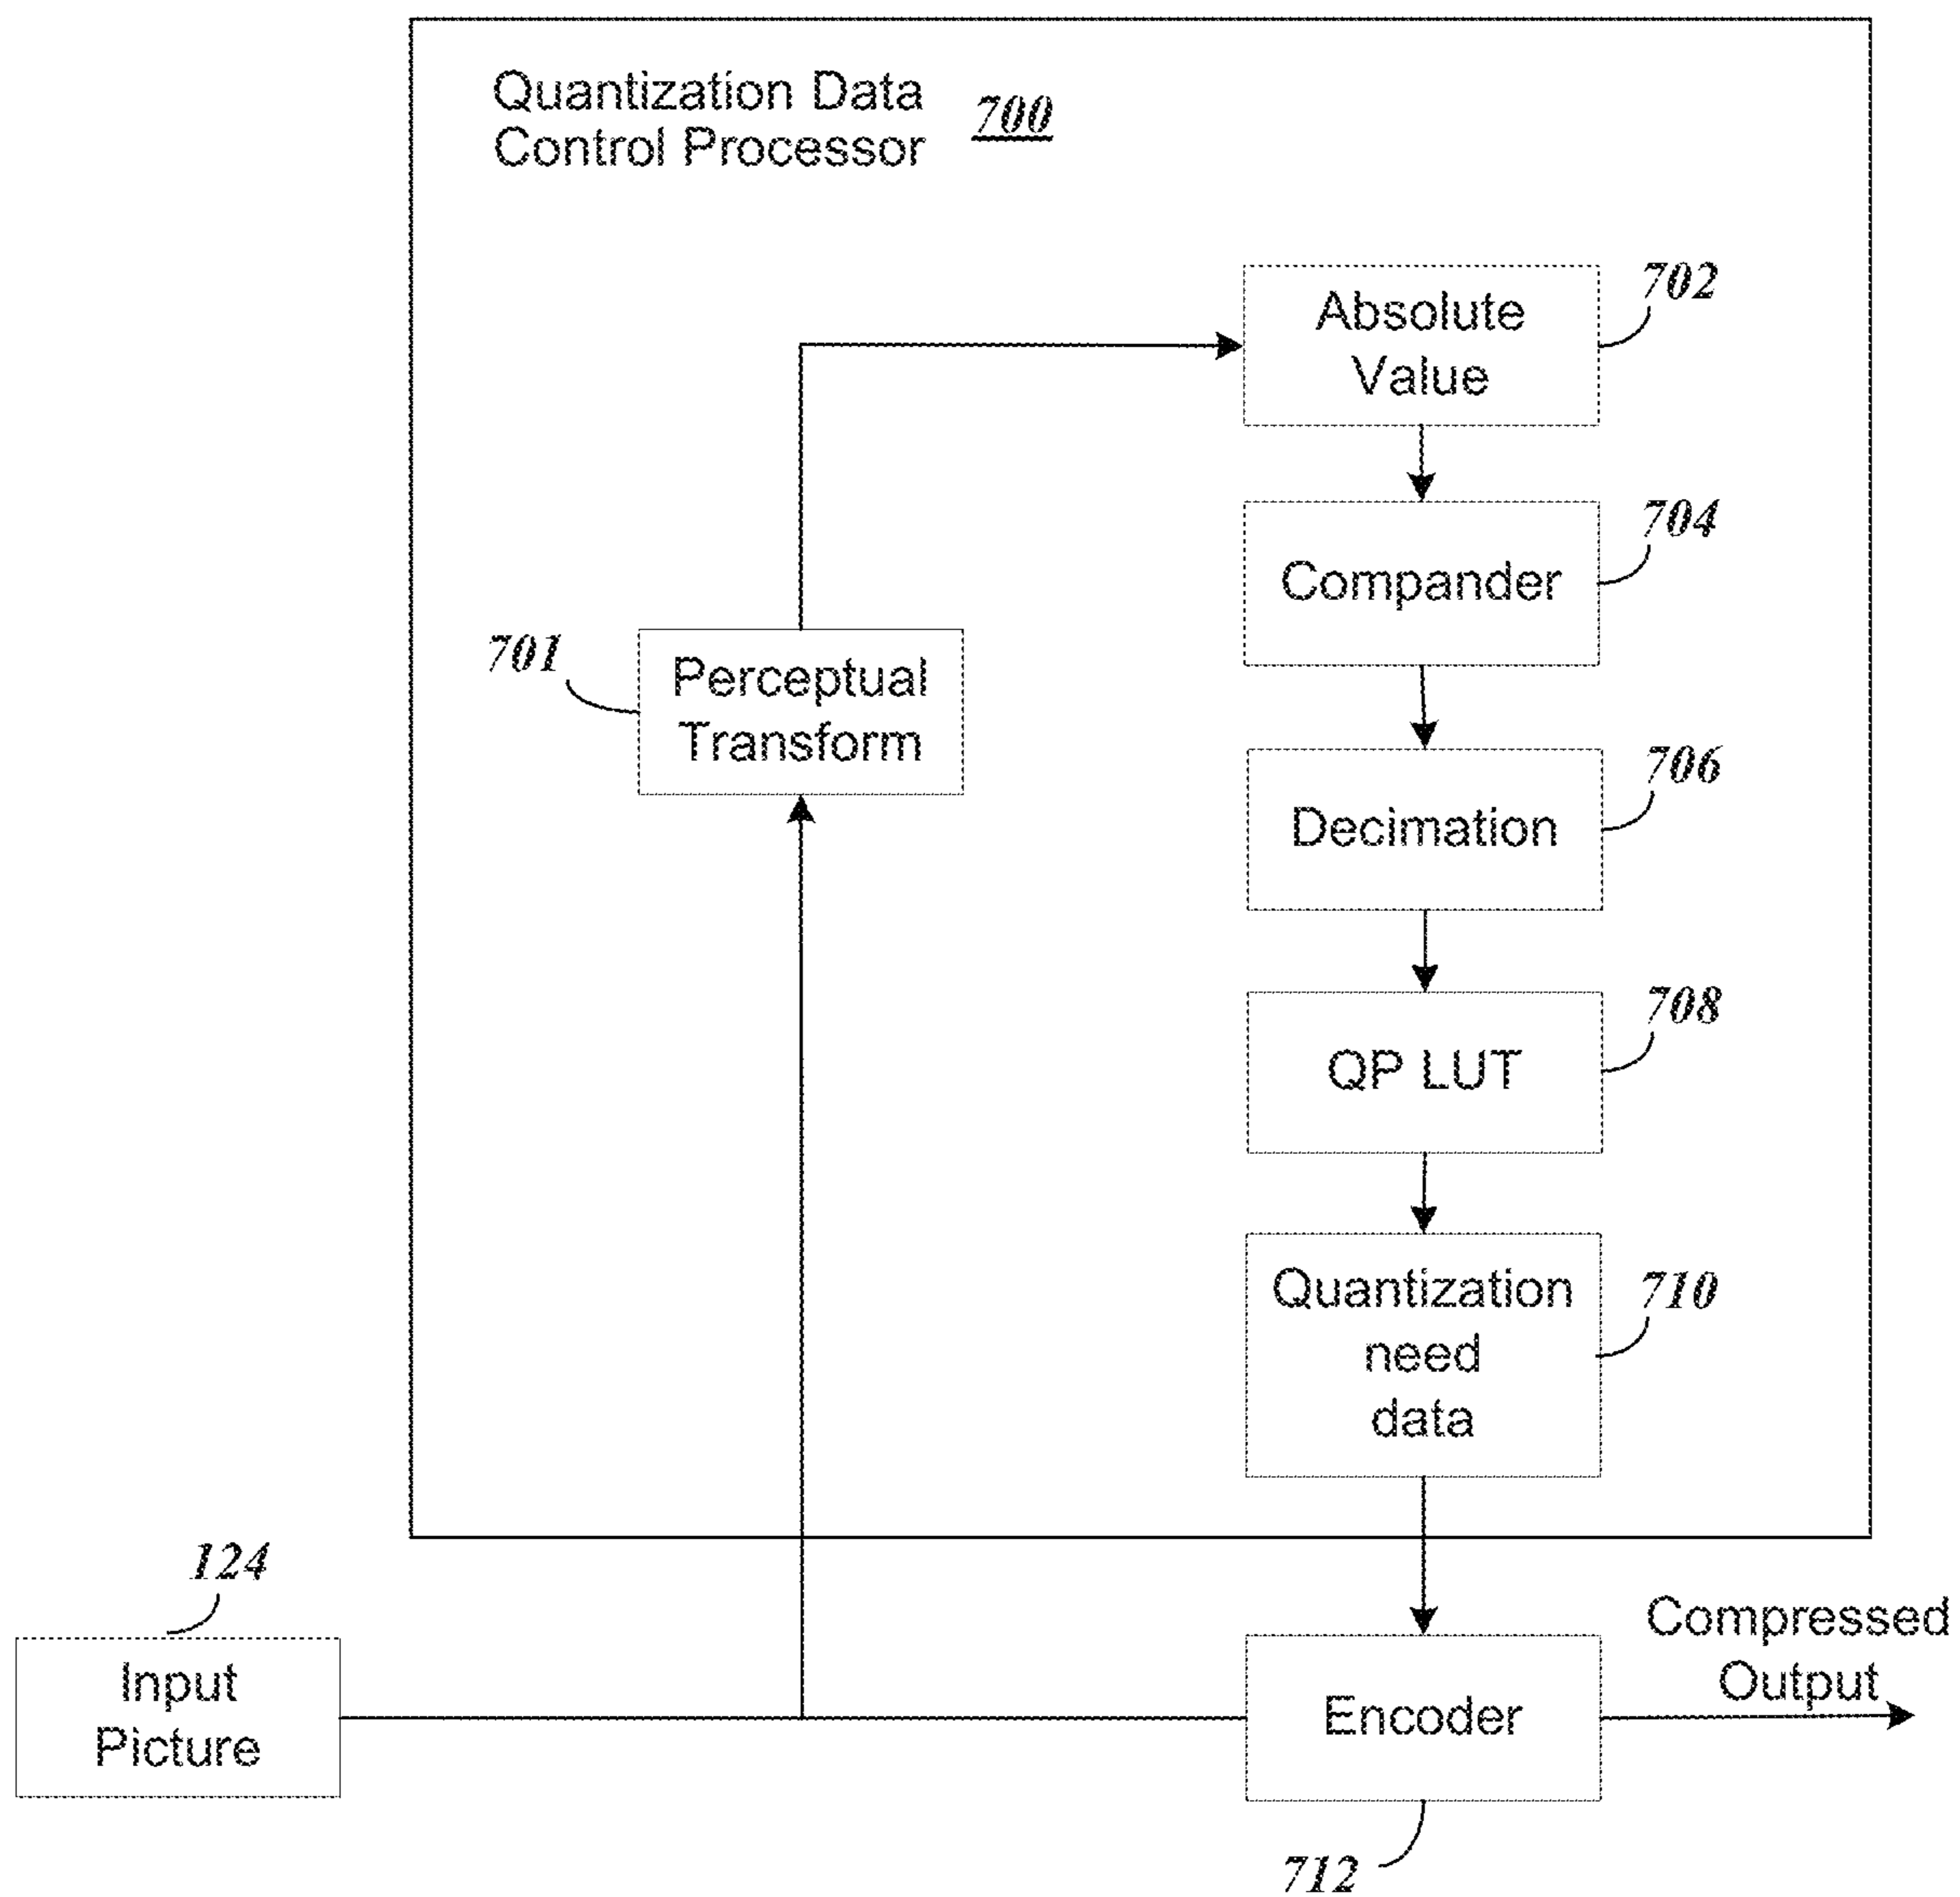 Quantization Data
Control Processor
700
702
Absolute
Value
704
Compander
701
Perceptual
Transform
706
Decimation
708
QP LUT
710
Quantization
need
data
124
Input
Picture
Encoder
712
Compressed
Output